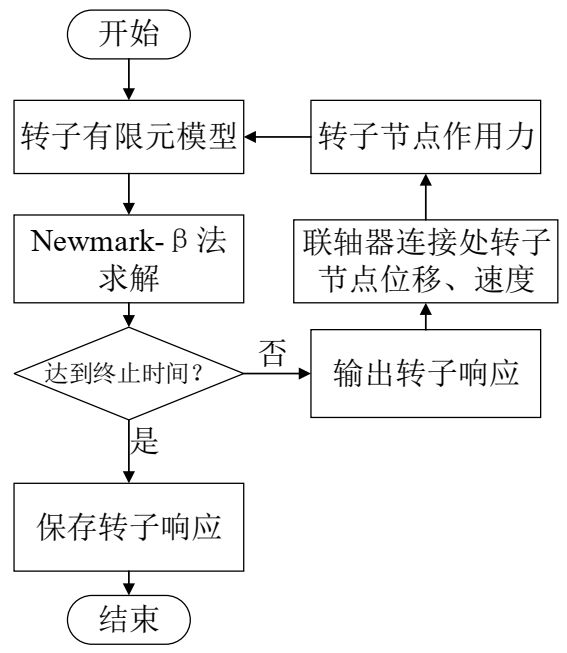 开始
转子有限元模型
转子节点作用力
Newmark-β法
求解
联轴器连接处转子
节点位移、速度
达到终止时间？
否
输出转子响应
是
保存转子响应
结束